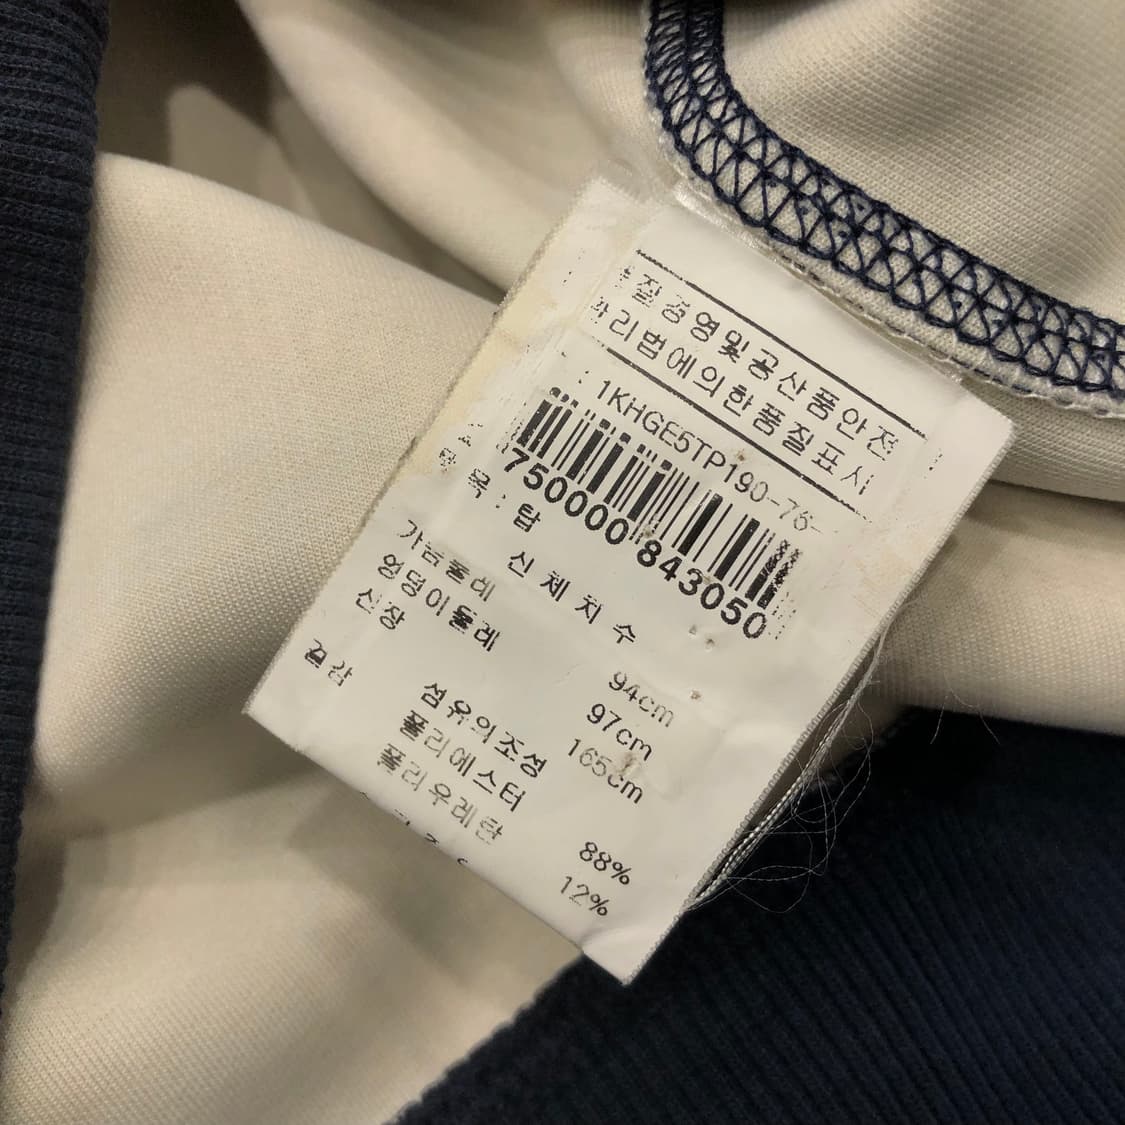 질경영및공산품안전
리법에의한품질표시
1KHGE5TP190-76-
7500000843050
품목 : 탑
신체치수
가슴둘레 94cm
엉덩이둘레 97cm
신장 165cm
겉감 섬유의조성
폴리에스터 88%
폴리우레탄 12%